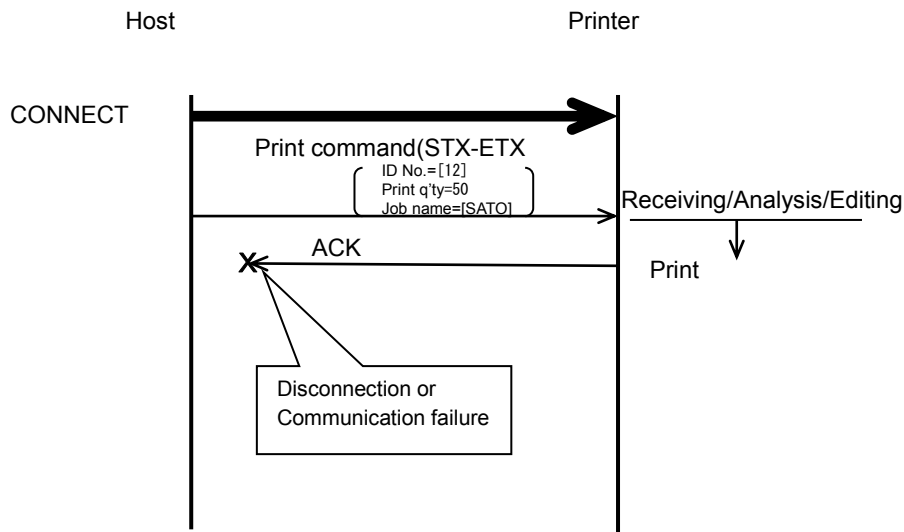 Host
Printer
CONNECT
Print command(STX-ETX
ID No.=[12]
Print q'ty=50
Job name=[SATO]
Receiving/Analysis/Editing
ACK
Print
X
Disconnection or
Communication failure